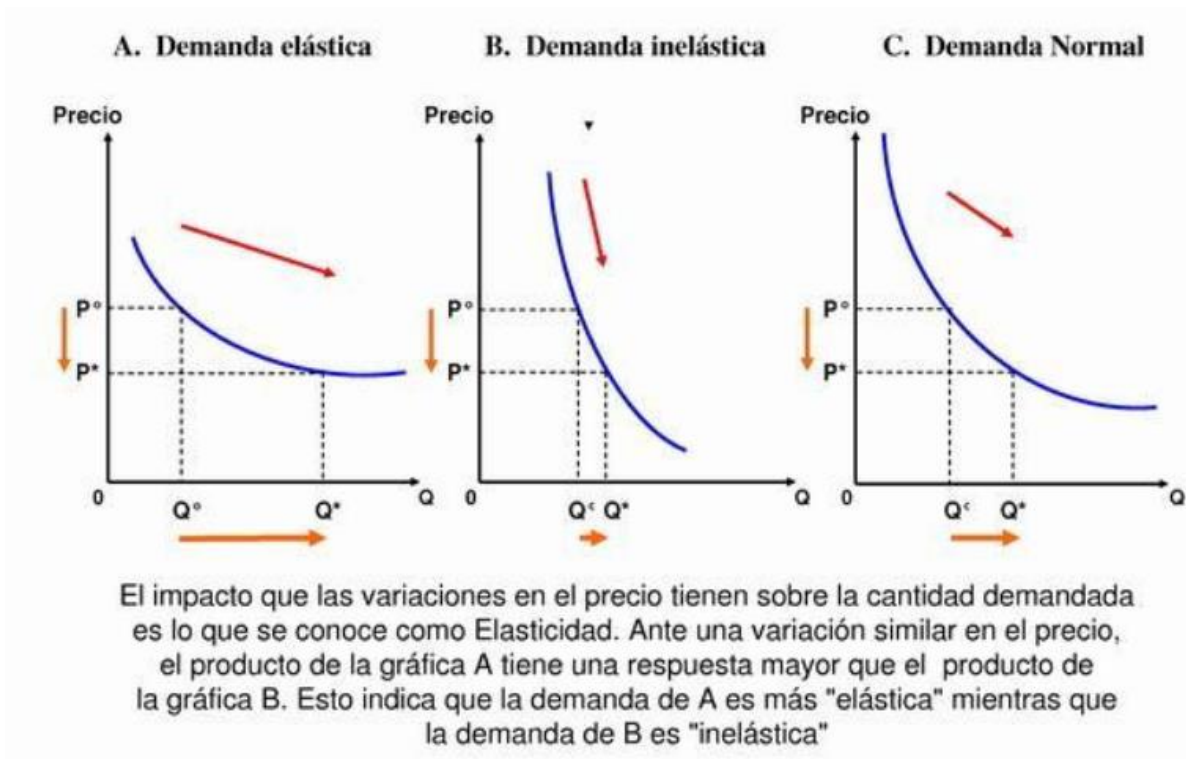 A. Demanda elástica
B. Demanda inelástica
C. Demanda Normal
Precio
Precio
Precio
P°
P°
P°
P*
P*
P*
0
Q
0
Q
0
Q
Q°
Q*
Q‘ Q*
Q‘
Q*
El impacto que las variaciones en el precio tienen sobre la cantidad demandada
es lo que se conoce como Elasticidad. Ante una variación similar en el precio,
el producto de la gráfica A tiene una respuesta mayor que el producto de
la gráfica B. Esto indica que la demanda de A es más "elástica" mientras que
la demanda de B es "inelástica"